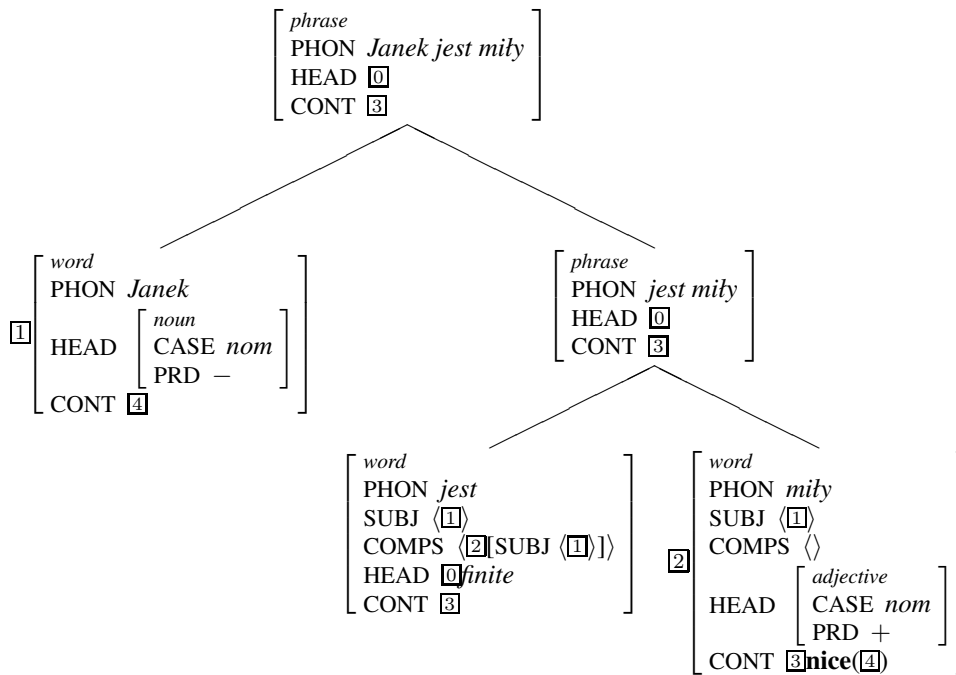 phrase
PHON Janek jest miły
HEAD 0
CONT 3
word
PHON Janek
1
HEAD
noun
CASE nom
PRD −
CONT 4
phrase
PHON jest miły
HEAD 0
CONT 3
word
PHON jest
SUBJ ⟨1⟩
COMPS ⟨2[SUBJ ⟨1⟩]⟩
HEAD 0finite
CONT 3
word
PHON miły
SUBJ ⟨1⟩
COMPS ⟨⟩
2
HEAD
adjective
CASE nom
PRD +
CONT 3nice(4)